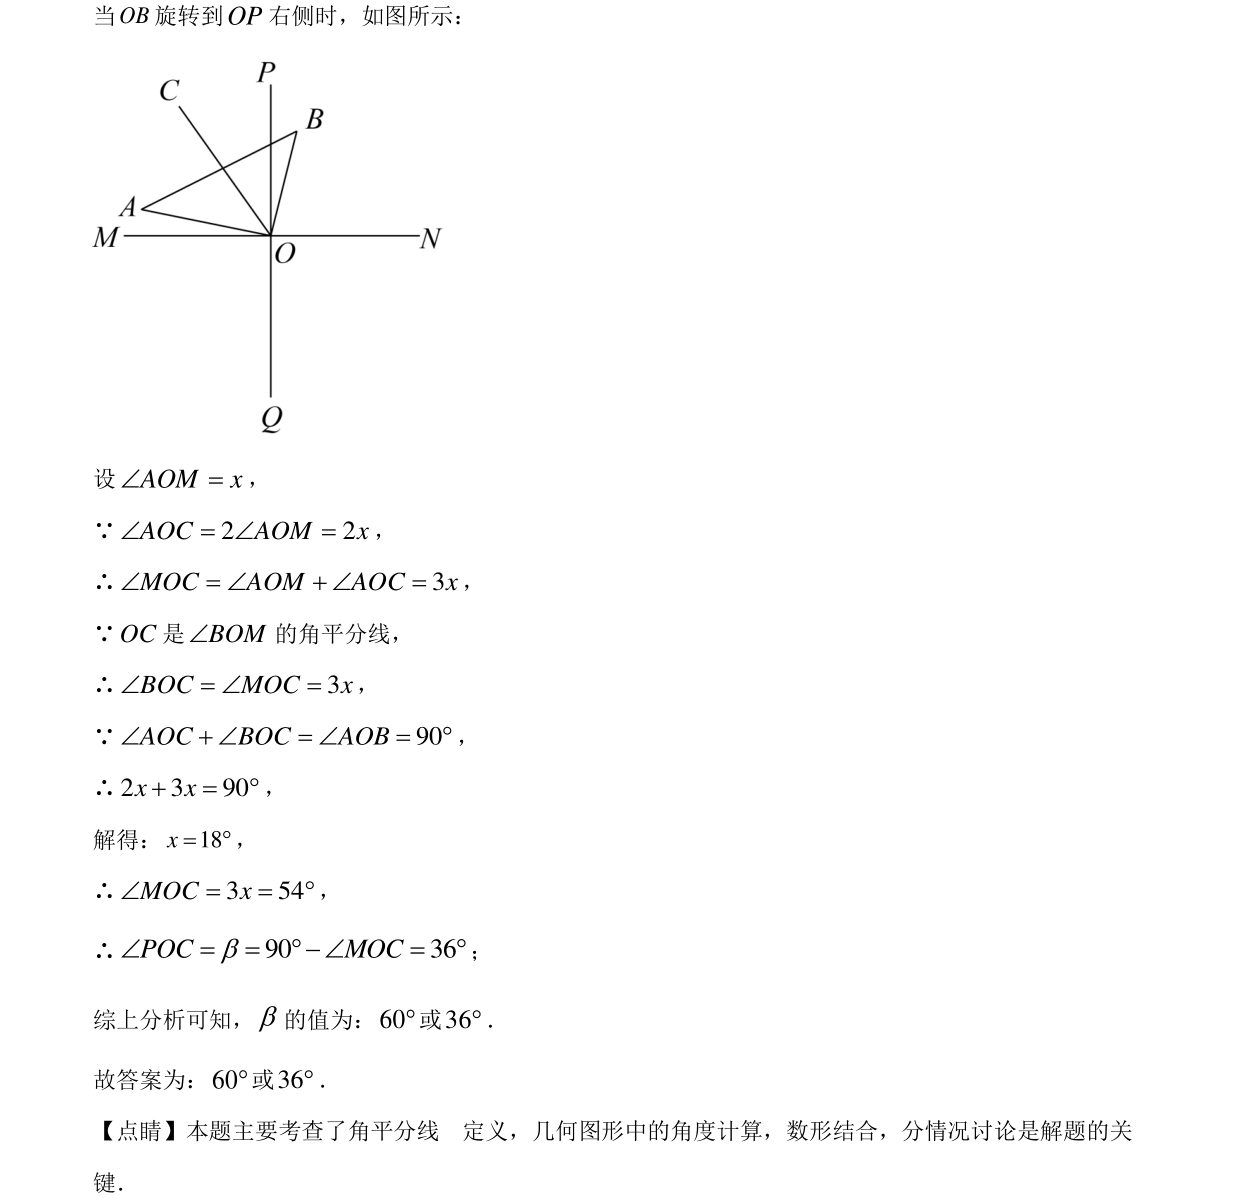 当OB旋转到OP右侧时，如图所示：
P
C
B
A
M
N
O
Q
设∠AOM = x，
∵∠AOC = 2∠AOM = 2x，
∴∠MOC = ∠AOM + ∠AOC = 3x，
∵OC是∠BOM 的角平分线，
∴∠BOC = ∠MOC = 3x，
∵∠AOC + ∠BOC = ∠AOB = 90°，
∴2x + 3x = 90°，
解得：x = 18°，
∴∠MOC = 3x = 54°，
∴∠POC = β = 90° − ∠MOC = 36°；
综上分析可知，β 的值为：60°或36°．
故答案为：60°或36°．
【点睛】本题主要考查了角平分线 定义，几何图形中的角度计算，数形结合，分情况讨论是解题的关
键．